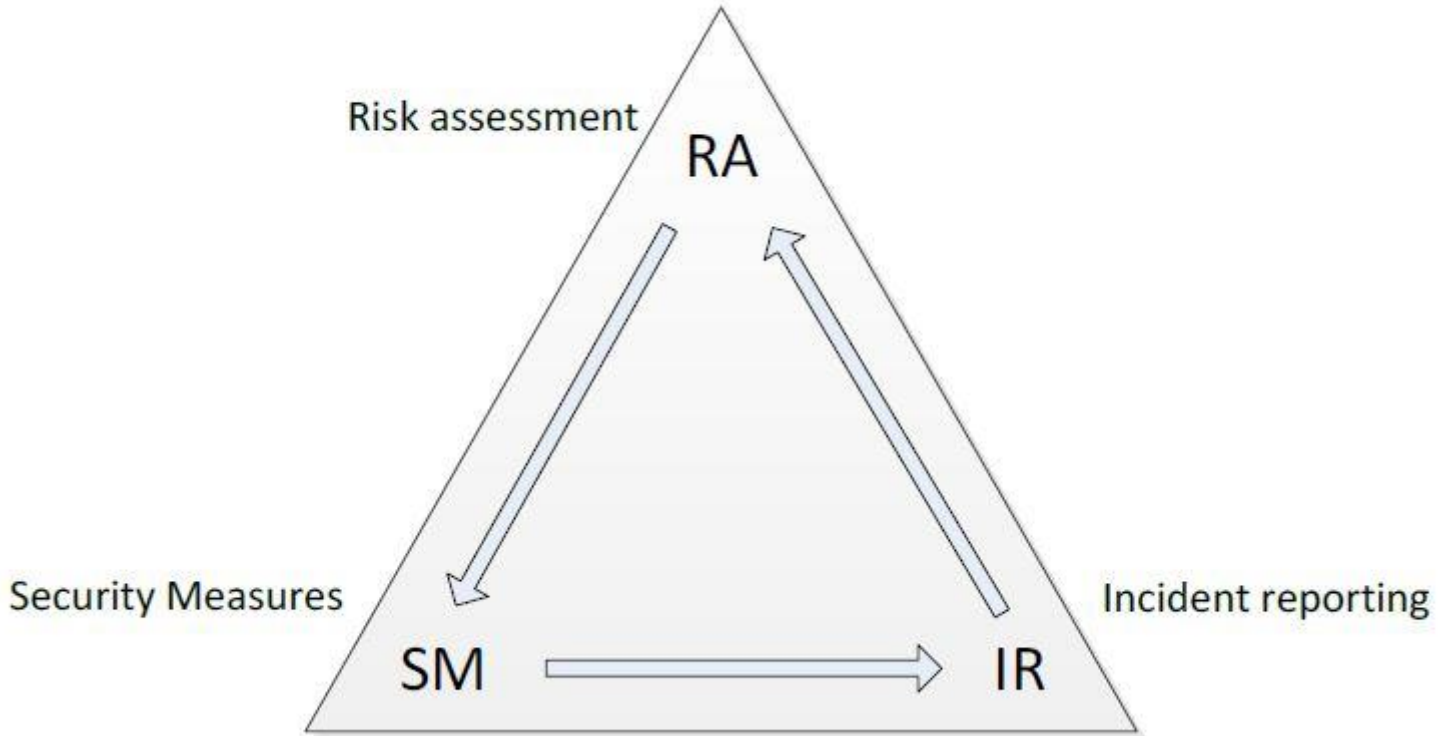 Risk assessment
RA
Security Measures
Incident reporting
SM
IR